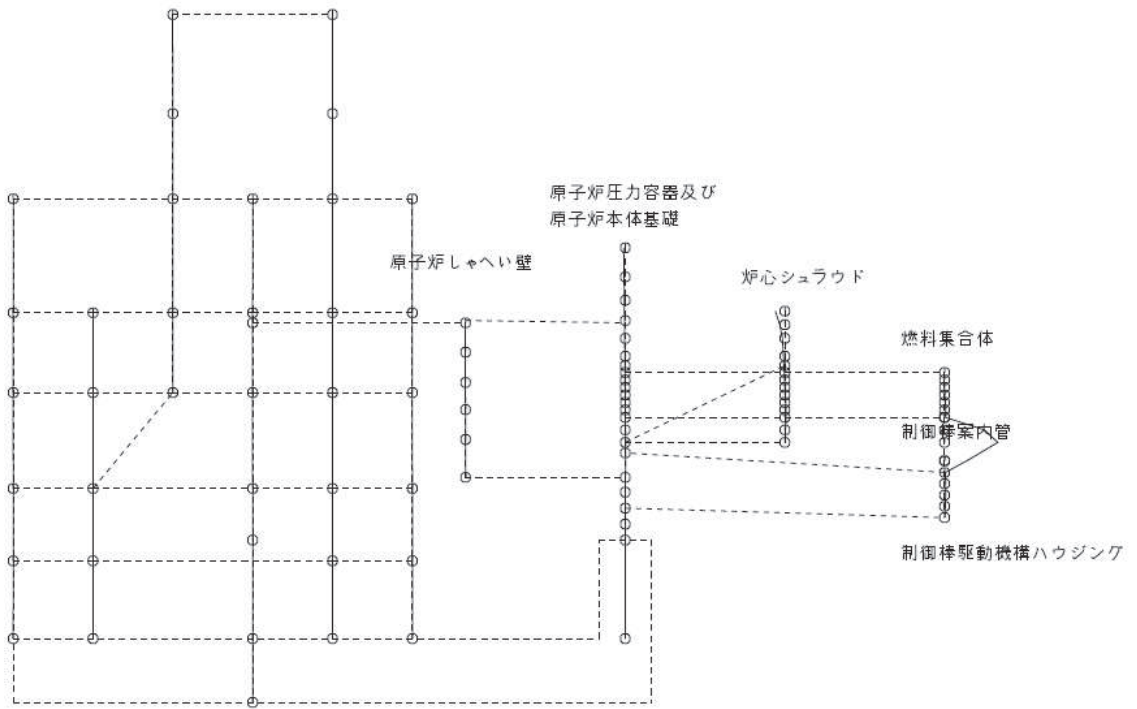 原子炉圧力容器及び
原子炉本体基礎
原子炉しゃへい壁
炉心シュラウド
燃料集合体
制御棒案内管
制御棒駆動機構ハウジング